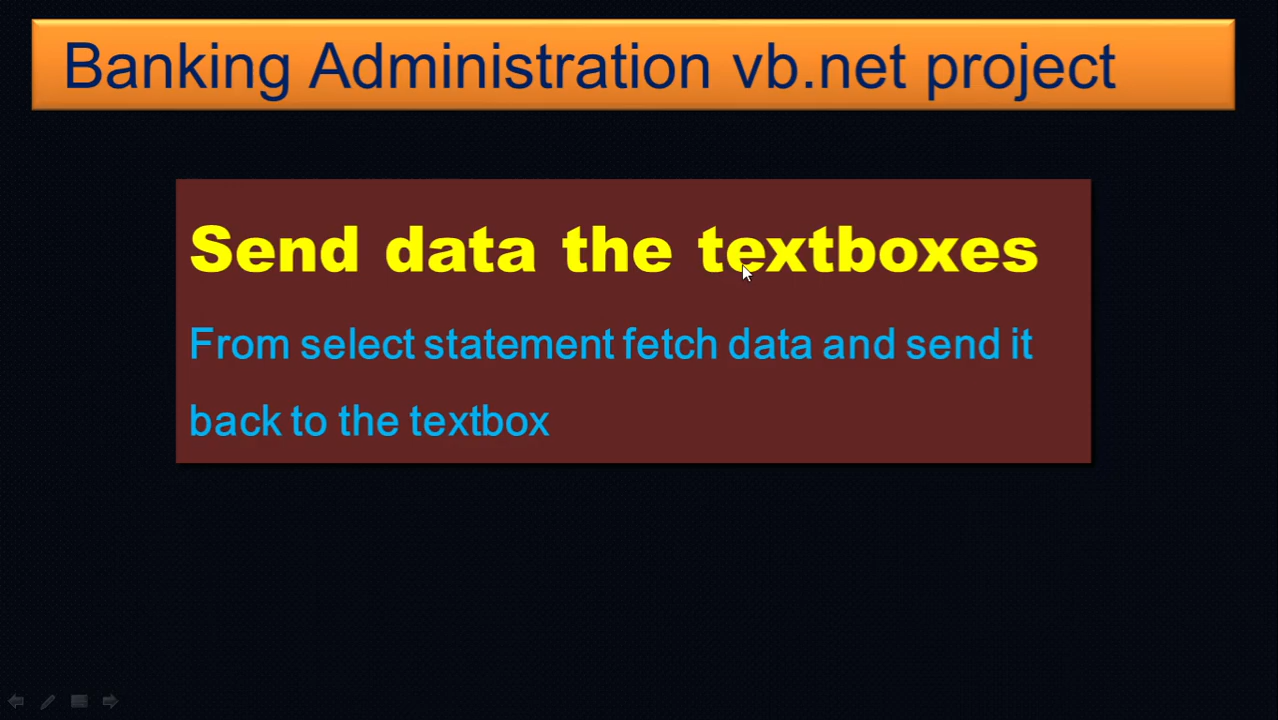 Banking Administration vb.net project
Send data the textboxes
From select statement fetch data and send it
back to the textbox